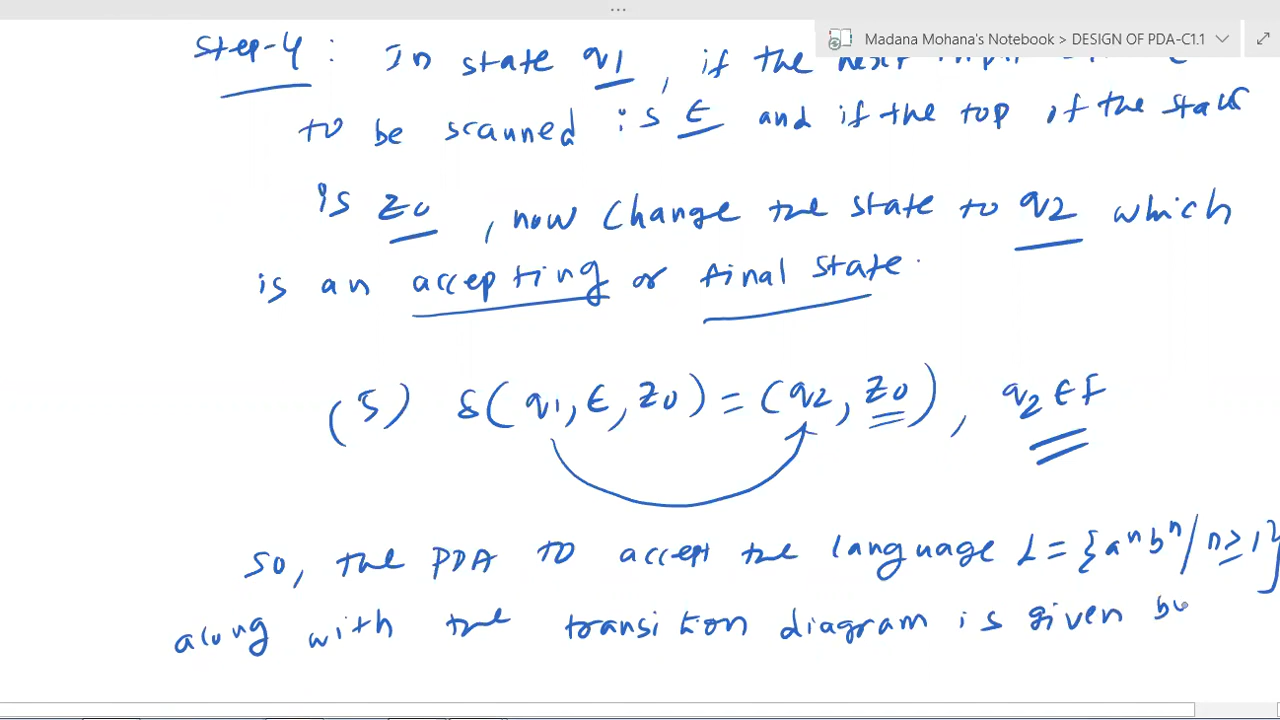 ...
Madana Mohana's Notebook > DESIGN OF PDA-C1.1
Step-4 : In state q1, if the next
to be scanned is ε and if the top of the stack
is z0, now change the state to q2 which
is an accepting or final state.
(5) δ(q1, ε, z0) = (q2, z0), q2 ∈ F
So, the PDA to accept the language L = {aⁿbⁿ/n≥1}
along with the transition diagram is given by